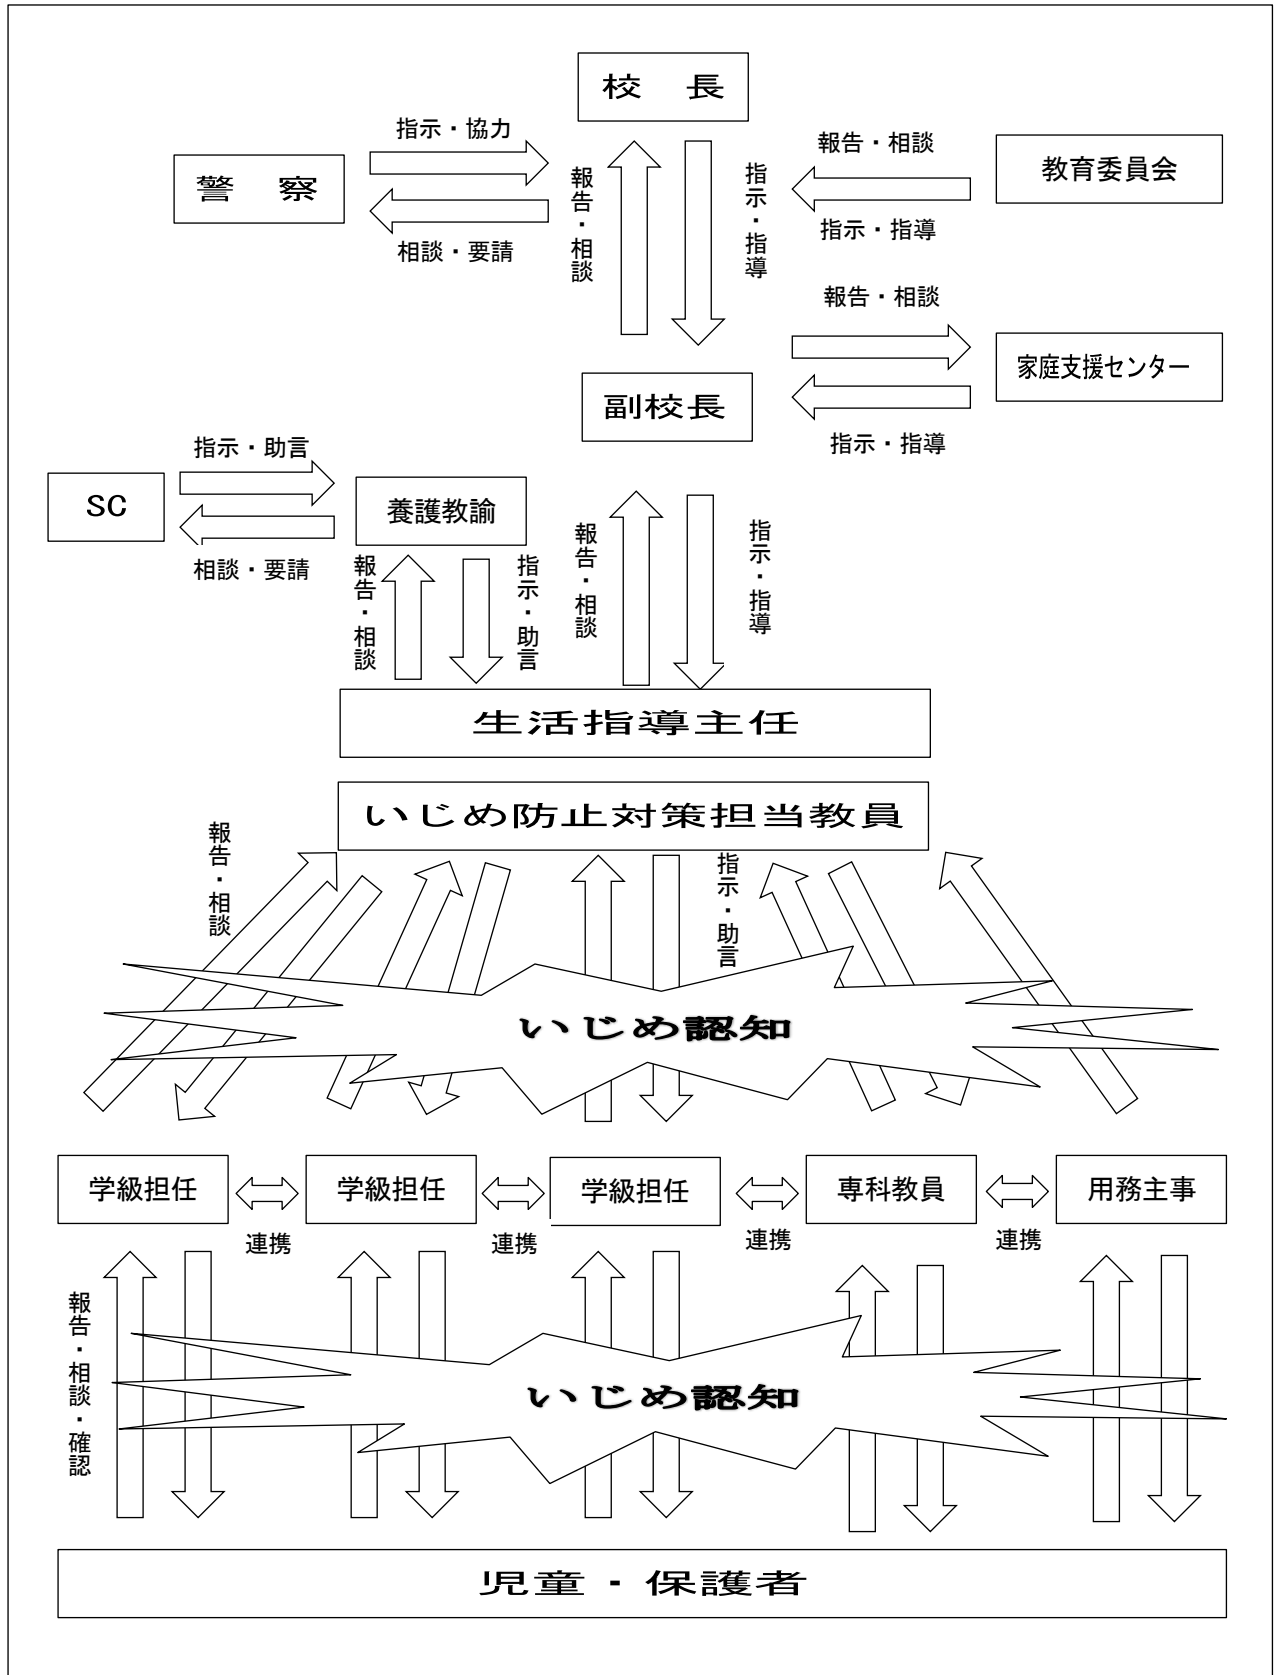 校　長
指示・協力
報告・相談
教育委員会
警　察
報告・相談
指示・指導
相談・要請
指示・指導
報告・相談
家庭支援センター
副校長
指示・指導
指示・助言
SC
養護教諭
相談・要請
報告・相談
指示・助言
報告・相談
指示・指導
生活指導主任
いじめ防止対策担当教員
報告・相談
指示・助言
いじめ認知
学級担任
学級担任
学級担任
専科教員
用務主事
連携
連携
連携
連携
報告・相談・確認
いじめ認知
児童・保護者